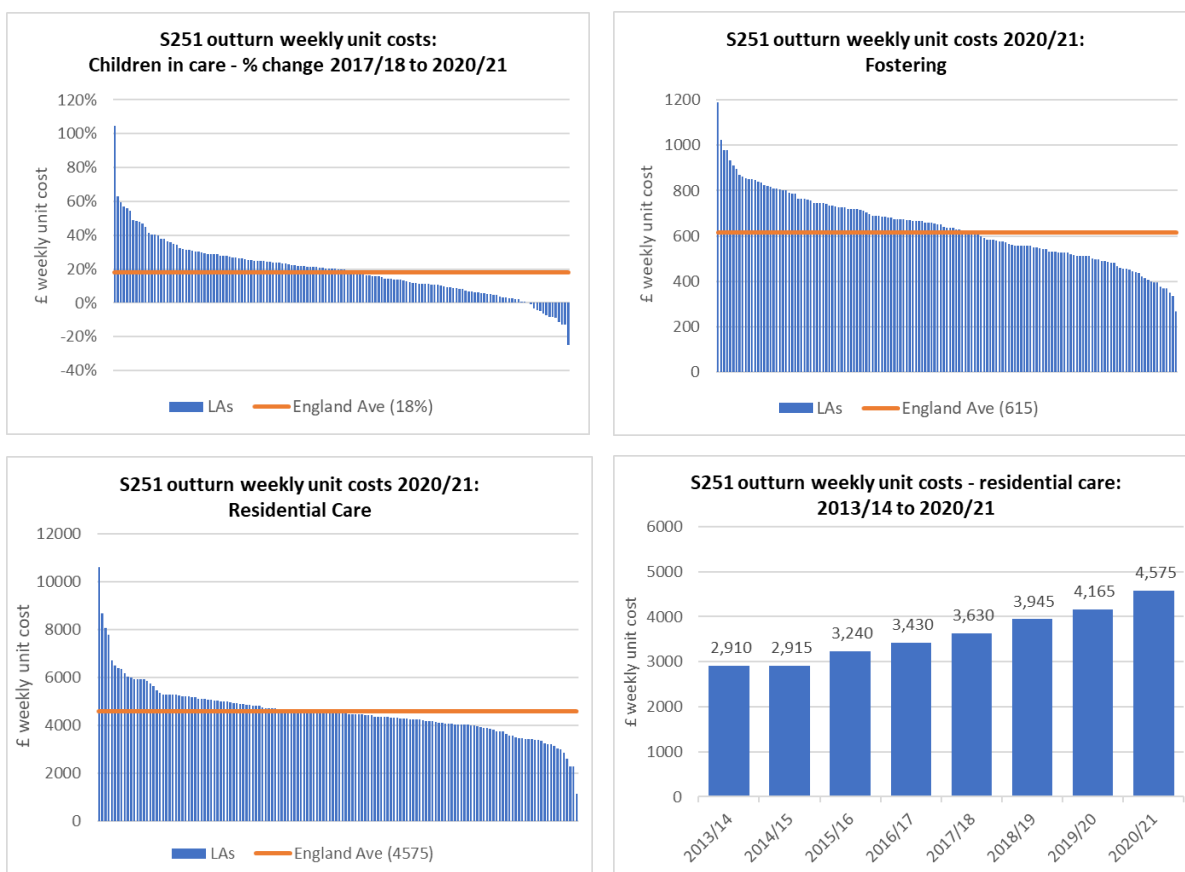 S251 outturn weekly unit costs:
Children in care - % change 2017/18 to 2020/21
£ weekly unit cost
120%
100%
80%
60%
40%
20%
0%
-20%
-40%
LAs
England Ave (18%)
S251 outturn weekly unit costs 2020/21:
Fostering
£ weekly unit cost
1200
1000
800
600
400
200
0
LAs
England Ave (615)
S251 outturn weekly unit costs 2020/21:
Residential Care
£ weekly unit cost
12000
10000
8000
6000
4000
2000
0
LAs
England Ave (4575)
S251 outturn weekly unit costs - residential care:
2013/14 to 2020/21
£ weekly unit cost
6000
5000
4000
3000
2000
1000
0
2,910
2,915
3,240
3,430
3,630
3,945
4,165
4,575
2013/14
2014/15
2015/16
2016/17
2017/18
2018/19
2019/20
2020/21